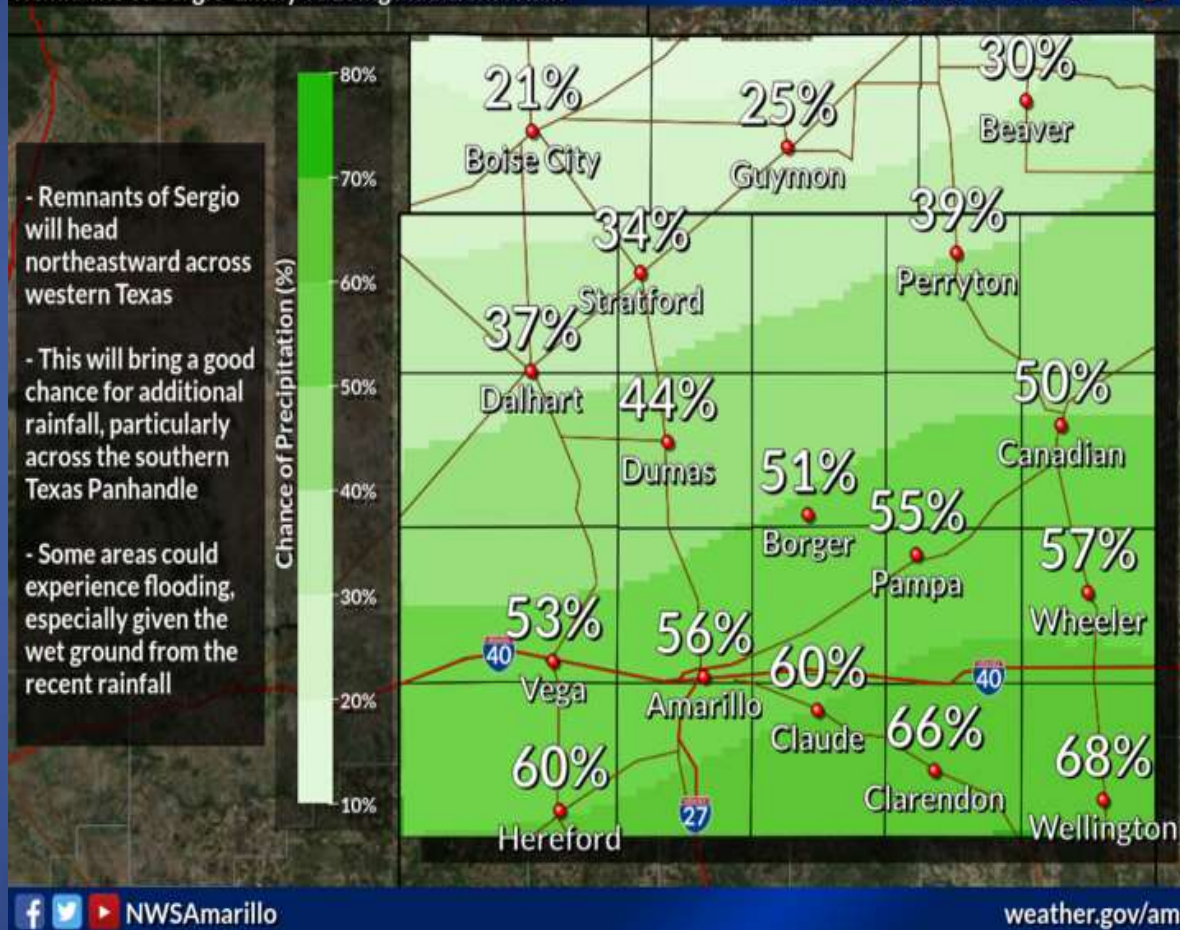 - Remnants of Sergio
will head
northeastward across
western Texas
- This will bring a good
chance for additional
rainfall, particularly
across the southern
Texas Panhandle
- Some areas could
experience flooding,
especially given the
wet ground from the
recent rainfall
Chance of Precipitation (%)
80%
70%
60%
50%
40%
30%
20%
10%
21%
Boise City
25%
Guymon
30%
Beaver
34%
Stratford
39%
Perryton
37%
Dalhart
44%
Dumas
50%
Canadian
51%
Borger
55%
Pampa
57%
Wheeler
40
53%
Vega
56%
Amarillo
60%
Claude
40
60%
Hereford
27
66%
Clarendon
68%
Wellington
NWSAmarillo
weather.gov/am